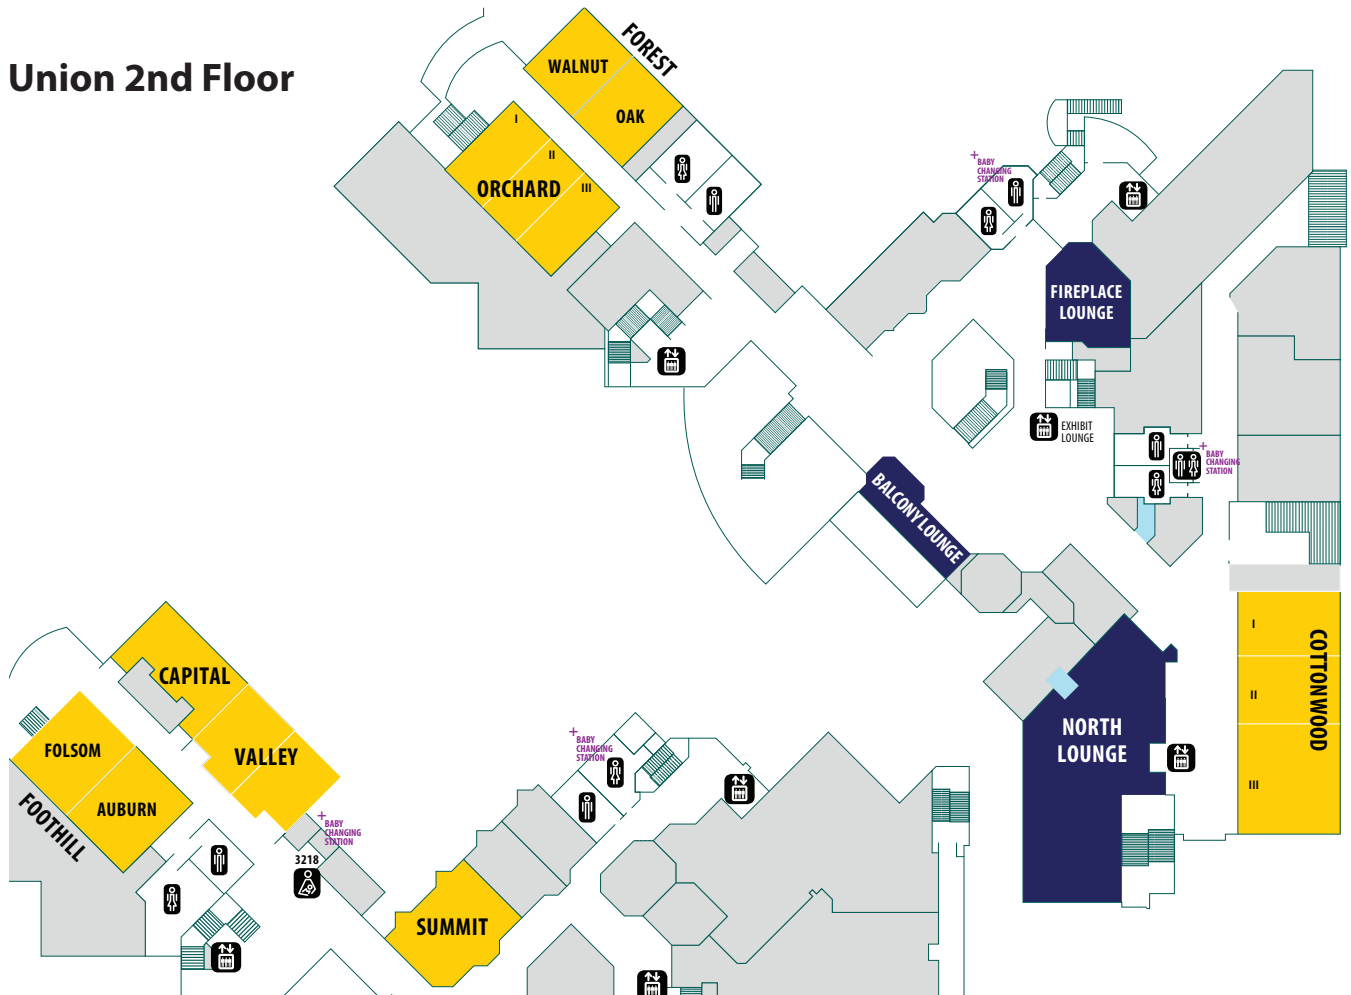 Union 2nd Floor
FOREST
WALNUT
OAK
I
II
III
ORCHARD
+
BABY
CHANGING
STATION
FIREPLACE
LOUNGE
EXHIBIT
LOUNGE
+
BABY
CHANGING
STATION
BALCONY LOUNGE
NORTH
LOUNGE
I
II
III
COTTONWOOD
CAPITAL
VALLEY
FOLSOM
AUBURN
FOOTHILL
+
BABY
CHANGING
STATION
3218
+
BABY
CHANGING
STATION
SUMMIT